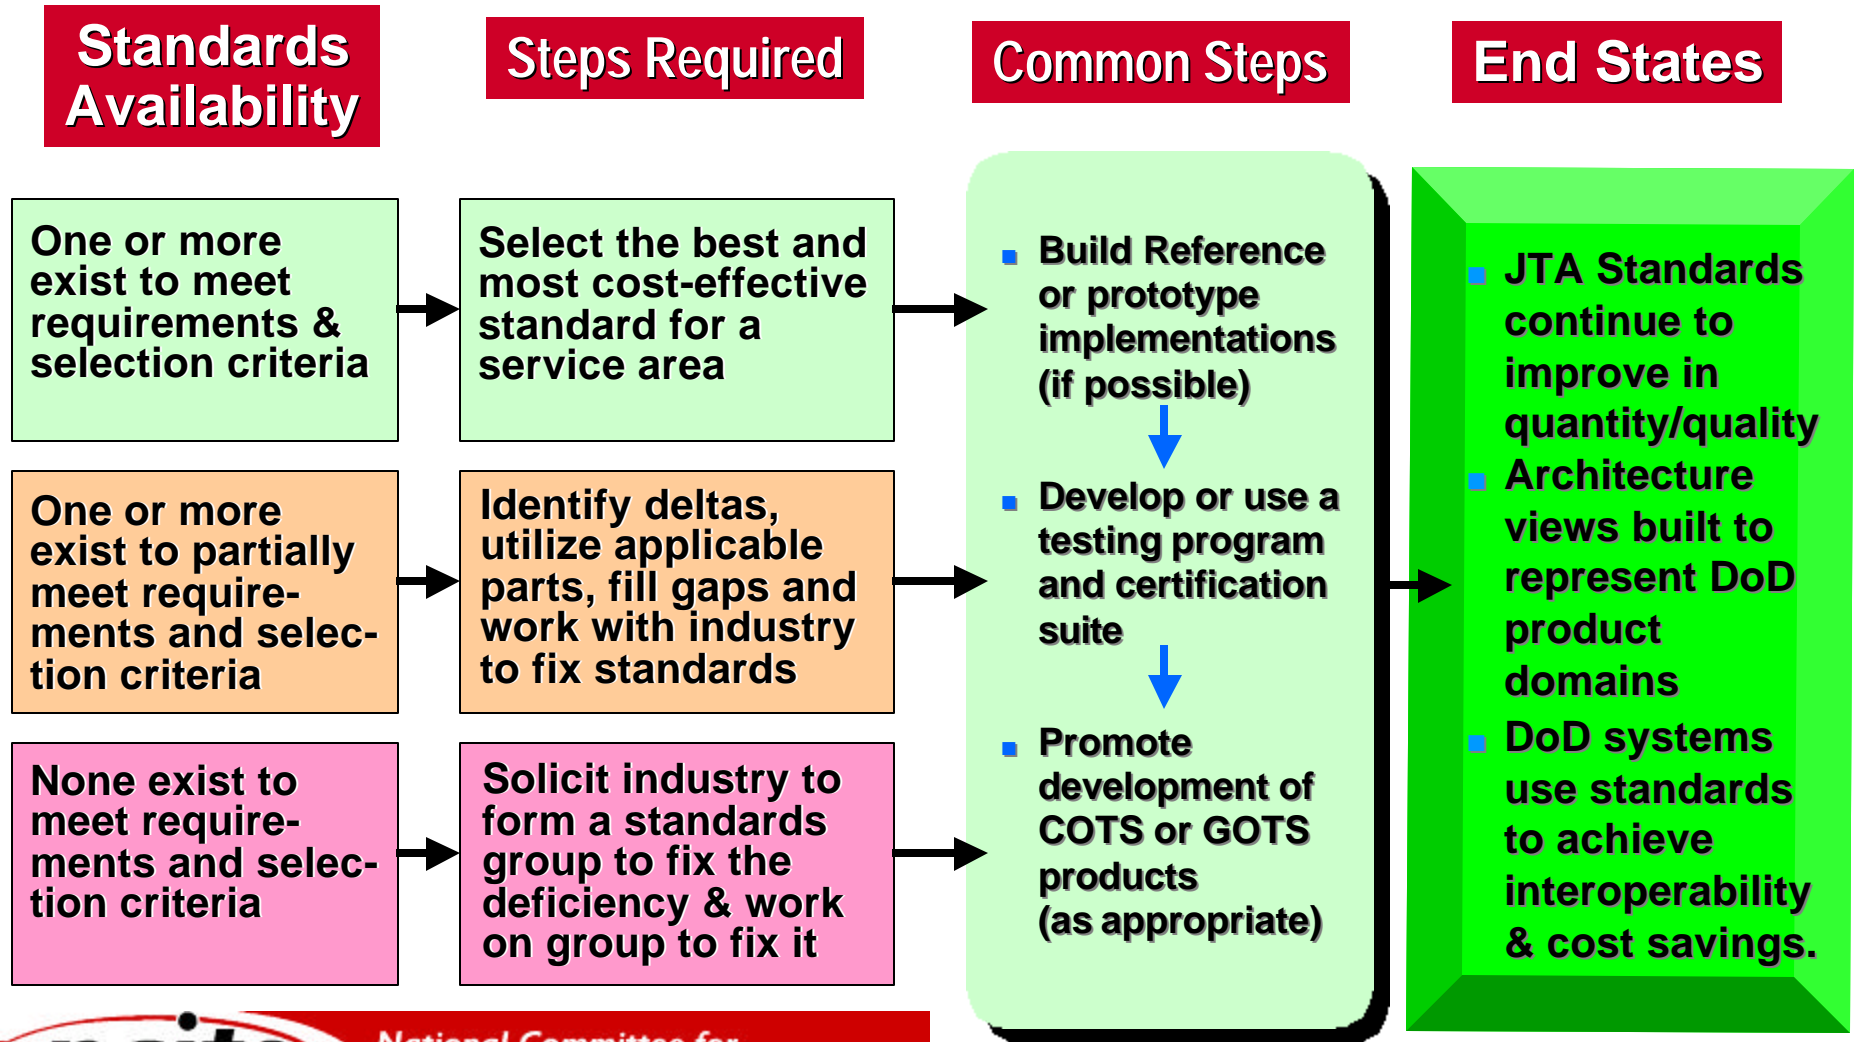 Standards
Availability
Steps Required
Common Steps
End States
One or more
exist to meet
requirements &
selection criteria
Select the best and
most cost-effective
standard for a
service area
One or more
exist to partially
meet require-
ments and selec-
tion criteria
Identify deltas,
utilize applicable
parts, fill gaps and
work with industry
to fix standards
None exist to
meet require-
ments and selec-
tion criteria
Solicit industry to
form a standards
group to fix the
deficiency & work
on group to fix it
Build Reference
or prototype
implementations
(if possible)
Develop or use a
testing program
and certification
suite
Promote
development of
COTS or GOTS
products
(as appropriate)
JTA Standards
continue to
improve in
quantity/quality
Architecture
views built to
represent DoD
product
domains
DoD systems
use standards
to achieve
interoperability
& cost savings.
National Committee for